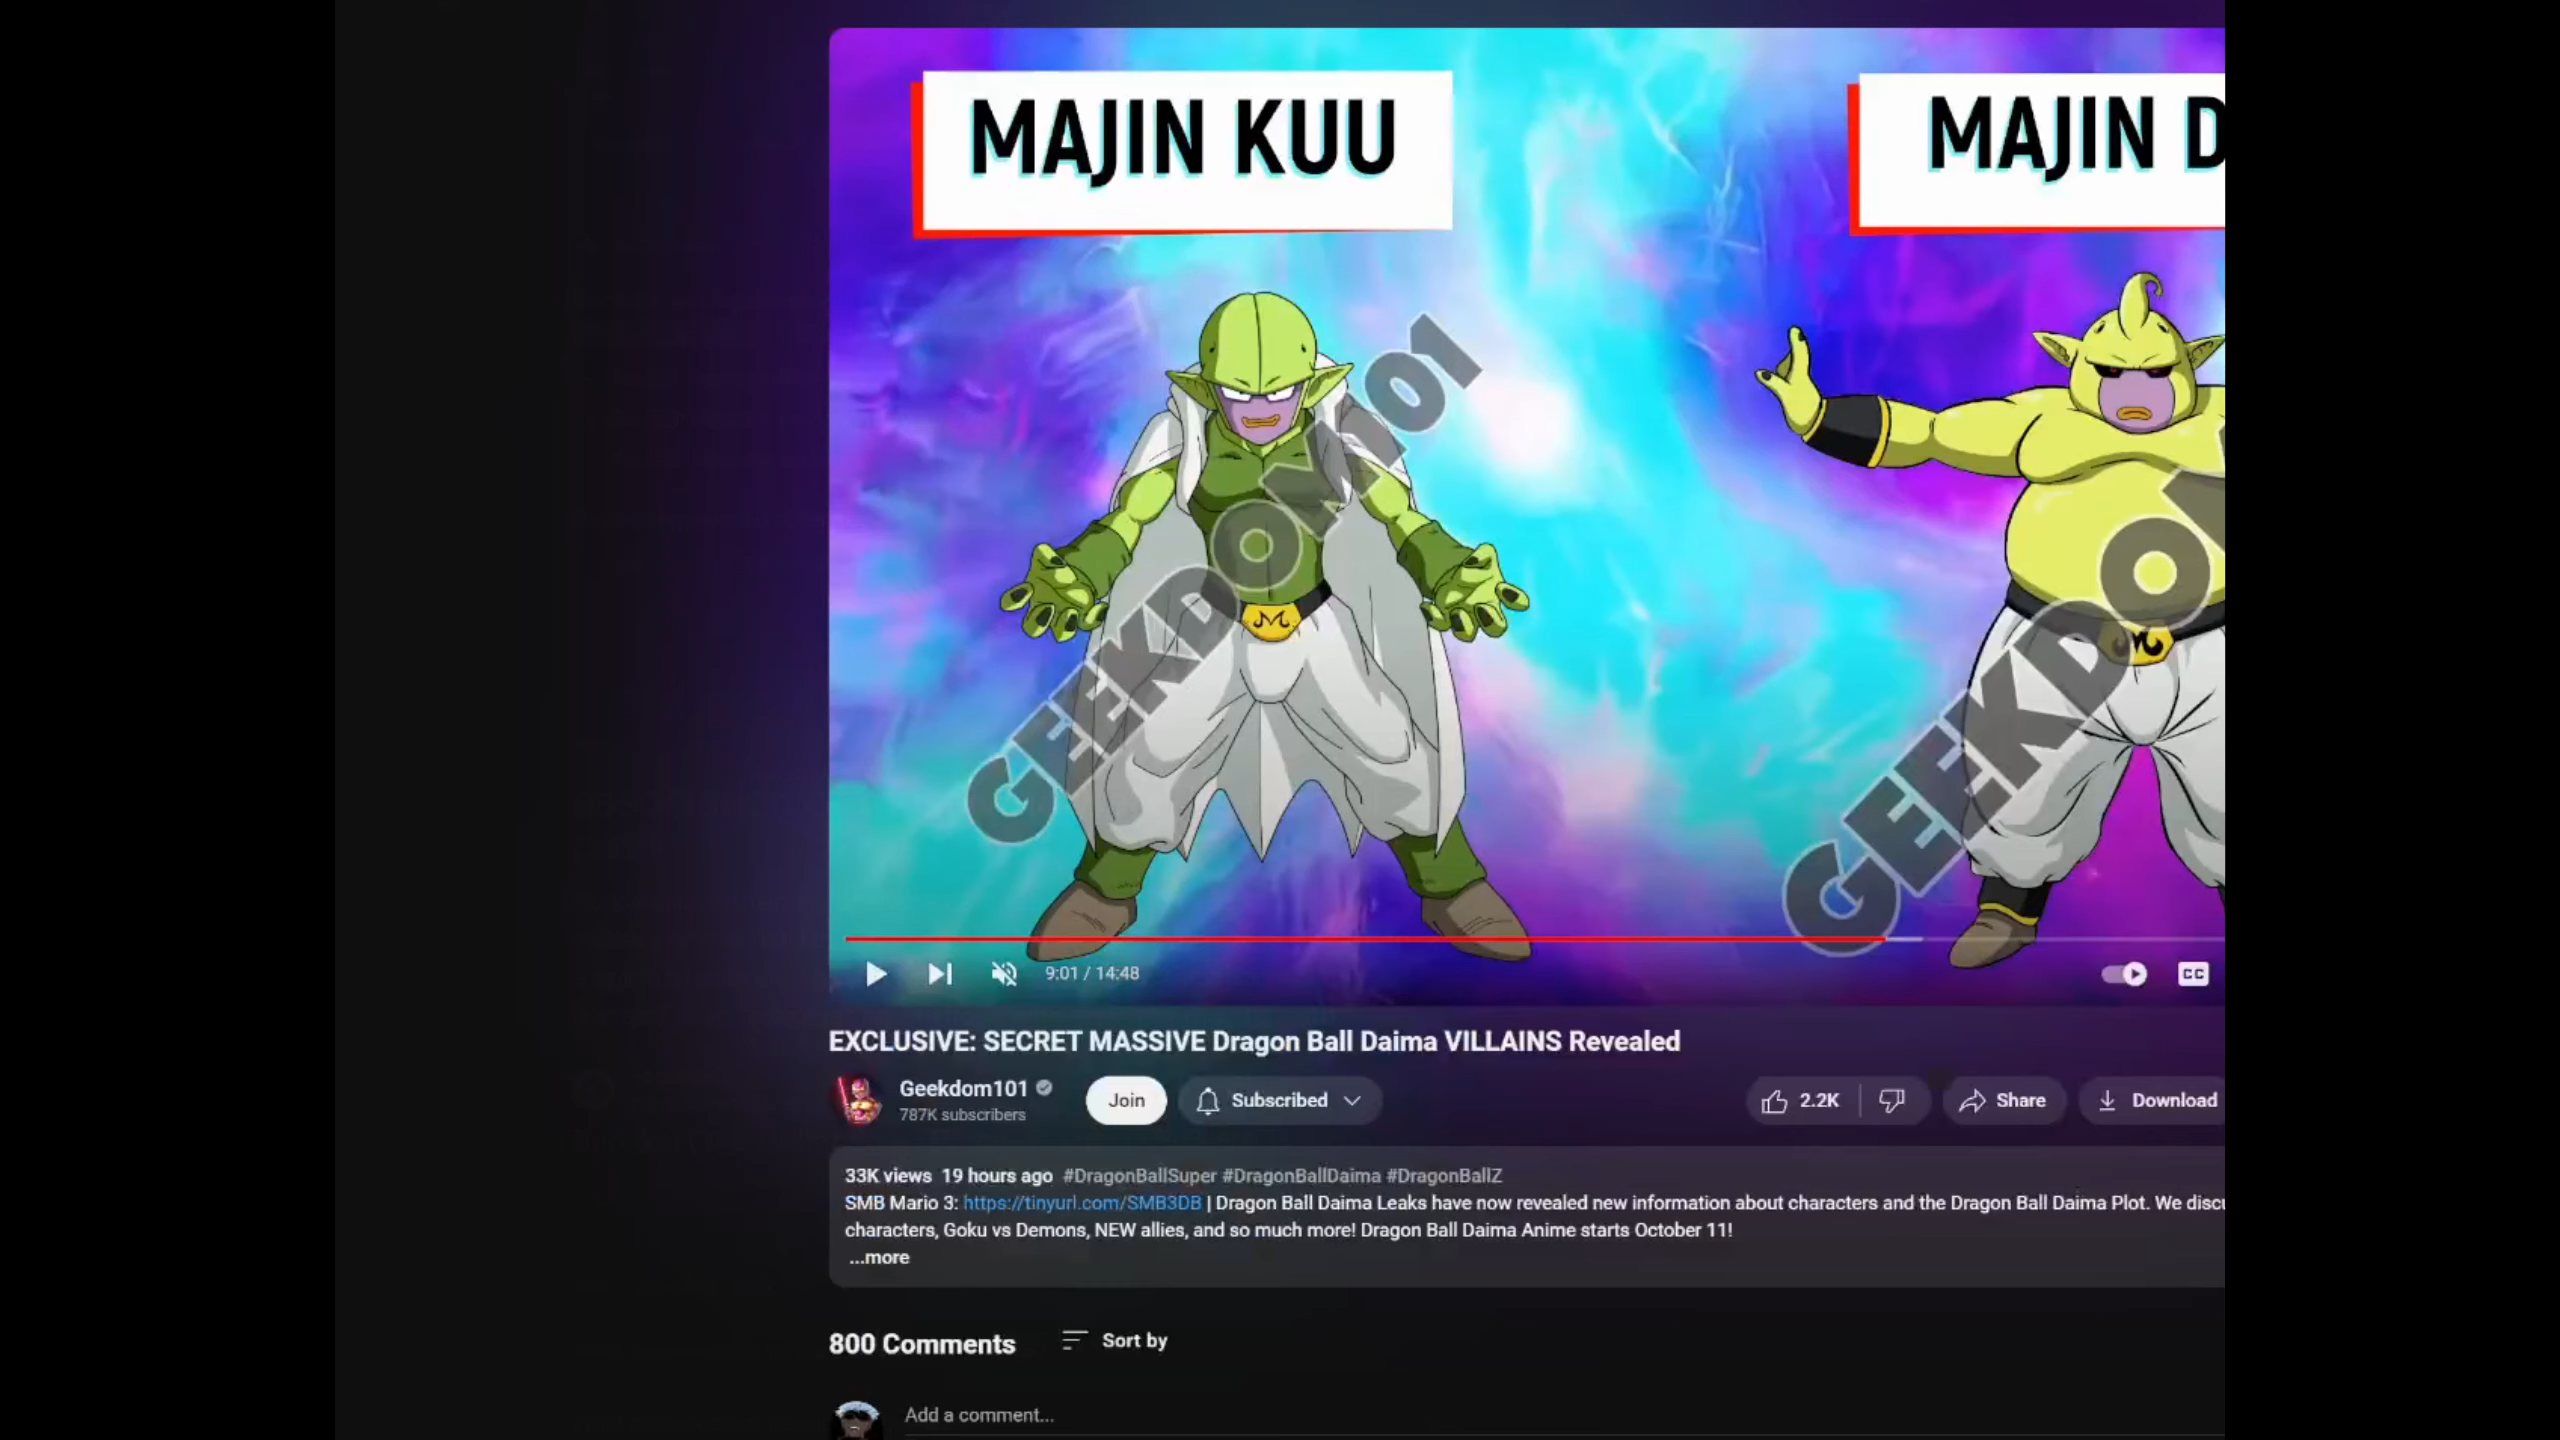 MAJIN KUU
MAJIN D
GEEKDOM101
GEEKDOM
9:01 / 14:48
CC
EXCLUSIVE: SECRET MASSIVE Dragon Ball Daima VILLAINS Revealed
Geekdom101
787K subscribers
Join
Subscribed
2.2K
Share
Download
33K views 19 hours ago #DragonBallSuper #DragonBallDaima #DragonBallZ
SMB Mario 3: https://tinyurl.com/SMB3DB | Dragon Ball Daima Leaks have now revealed new information about characters and the Dragon Ball Daima Plot. We discu
characters, Goku vs Demons, NEW allies, and so much more! Dragon Ball Daima Anime starts October 11!
...more
800 Comments
Sort by
Add a comment...